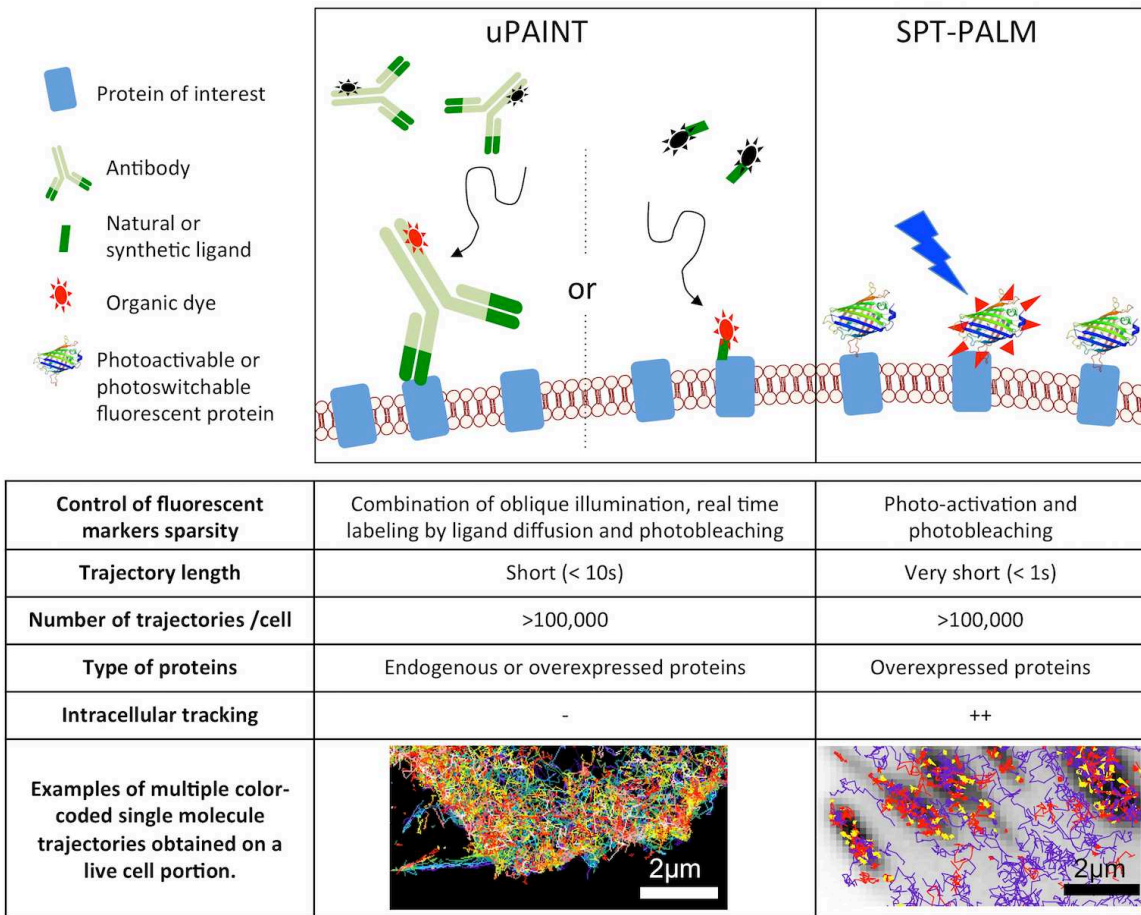 uPAINT
SPT-PALM
Protein of interest
Antibody
Natural or
synthetic ligand
Organic dye
Photoactivable or
photoswitchable
fluorescent protein
or
Control of fluorescent
markers sparsity
Combination of oblique illumination, real time
labeling by ligand diffusion and photobleaching
Photo-activation and
photobleaching
Trajectory length
Short (< 10s)
Very short (< 1s)
Number of trajectories /cell
>100,000
>100,000
Type of proteins
Endogenous or overexpressed proteins
Overexpressed proteins
Intracellular tracking
-
++
Examples of multiple color-
coded single molecule
trajectories obtained on a
live cell portion.
2μm
2μm